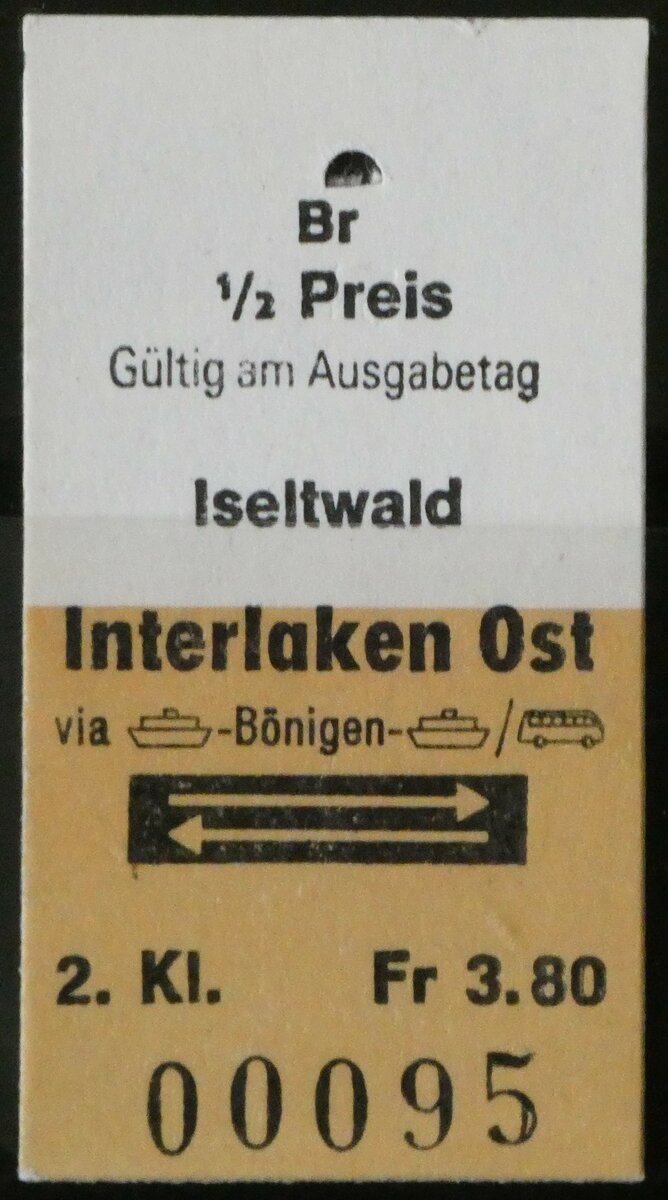 Br
½ Preis
Gültig am Ausgabetag
Iseltwald
Interlaken Ost
via -Bönigen- /
2. Kl. Fr 3.80
00095